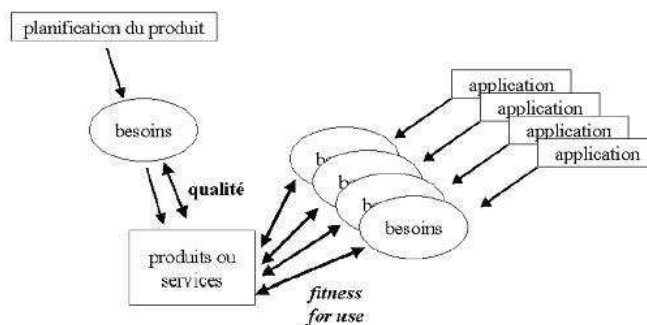 planification du produit
besoins
qualité
produits ou
services
application
application
application
application
besoins
fitness
for use